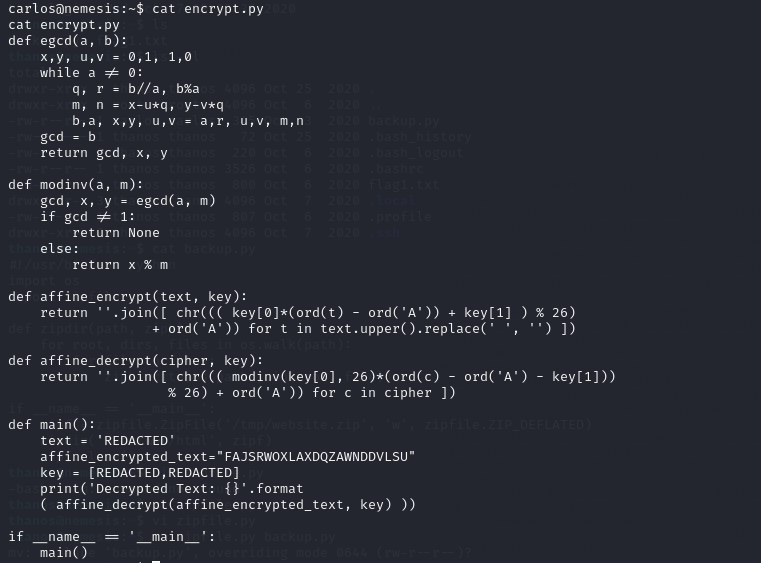 carlos@nemesis:~$ cat encrypt.py
cat encrypt.py
def egcd(a, b):
    x,y, u,v = 0,1, 1,0
    while a != 0:
        q, r = b//a, b%a
        m, n = x-u*q, y-v*q
        b,a, x,y, u,v = a,r, u,v, m,n
    gcd = b
    return gcd, x, y

def modinv(a, m):
    gcd, x, y = egcd(a, m)
    if gcd != 1:
        return None
    else:
        return x % m

def affine_encrypt(text, key):
    return ''.join([ chr((( key[0]*(ord(t) - ord('A')) + key[1] ) % 26)
                  + ord('A')) for t in text.upper().replace(' ', '') ])

def affine_decrypt(cipher, key):
    return ''.join([ chr((( modinv(key[0], 26)*(ord(c) - ord('A') - key[1]))
                    % 26) + ord('A')) for c in cipher ])

def main():
    text = 'REDACTED'
    affine_encrypted_text="FAJSRWOXLAXDQZAWNDDVLSU"
    key = [REDACTED,REDACTED]
    print('Decrypted Text: {}'.format
    ( affine_decrypt(affine_encrypted_text, key) ))

if __name__ == '__main__':
    main()